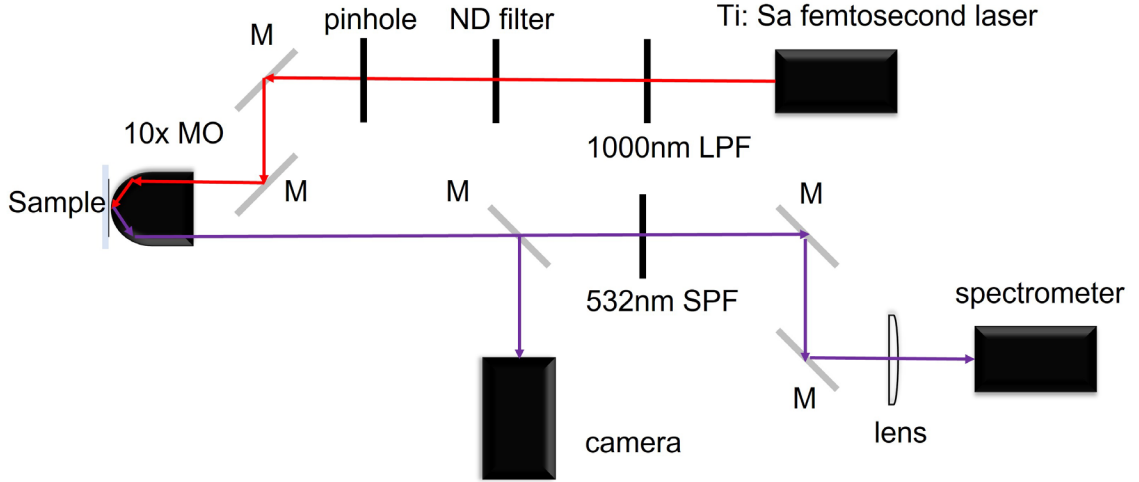 pinhole
ND filter
Ti: Sa femtosecond laser
M
10x MO
1000nm LPF
M
M
M
Sample
532nm SPF
spectrometer
M
lens
camera